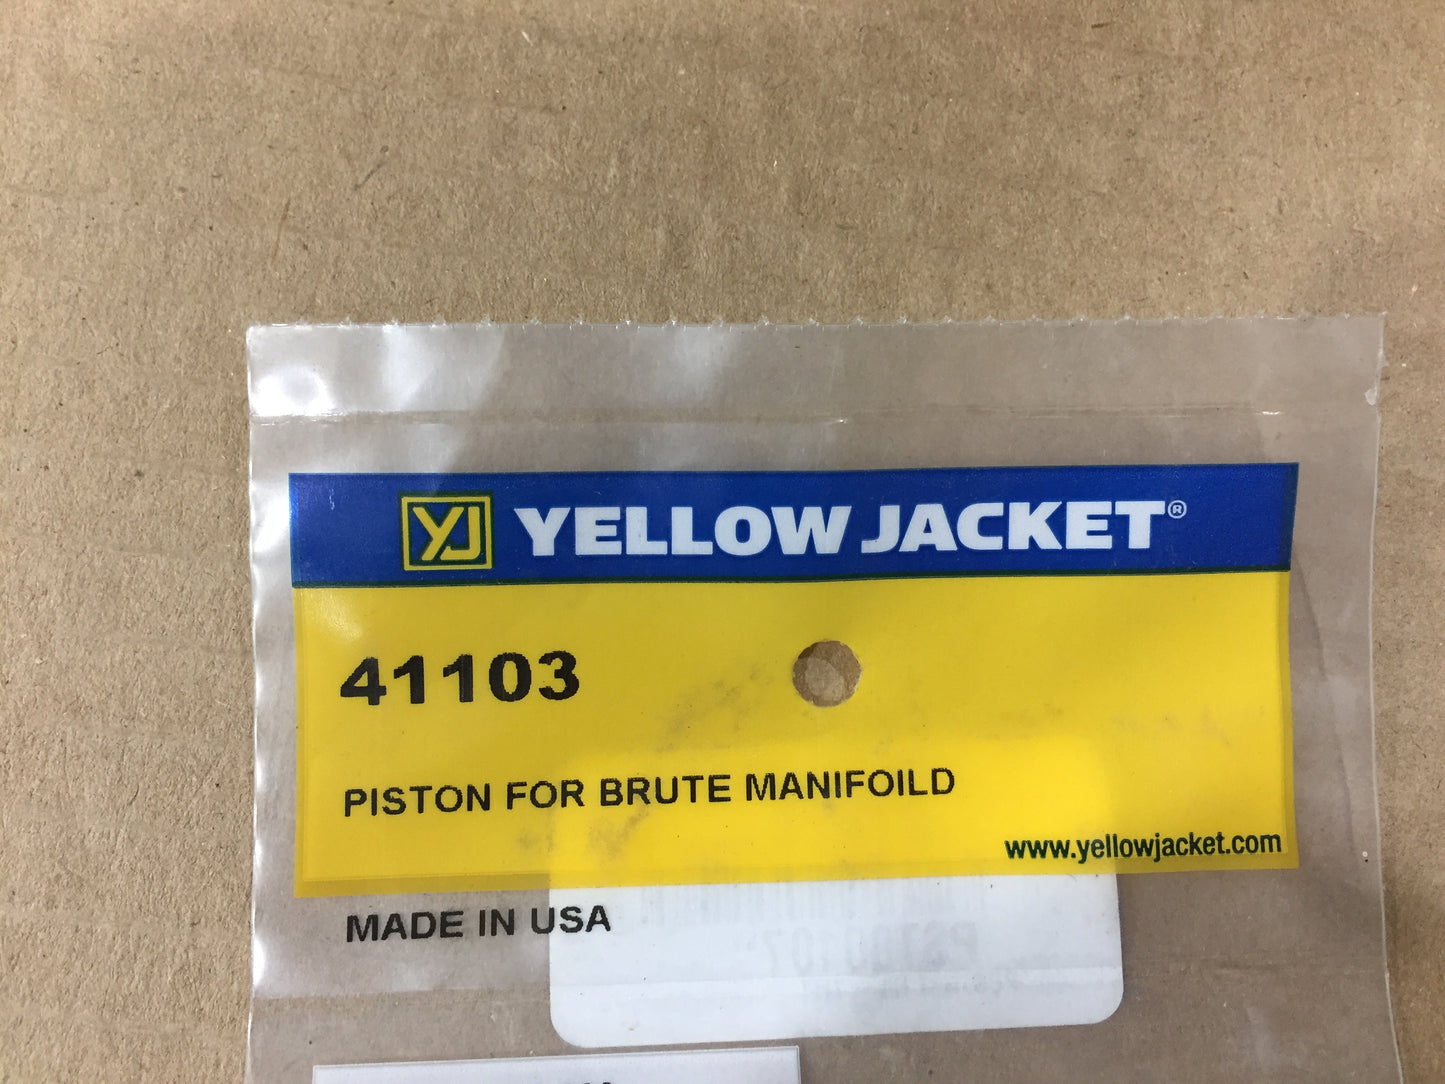 YJ YELLOW JACKET®
41103
PISTON FOR BRUTE MANIFOILD
www.yellowjacket.com
MADE IN USA